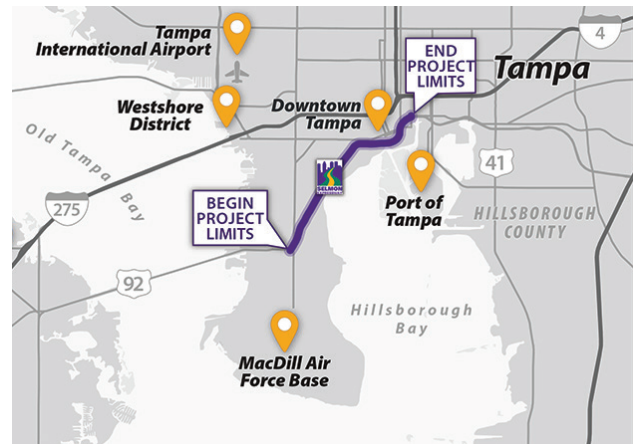 Tampa
International Airport
4
END
PROJECT
LIMITS
Tampa
Westshore
District
Downtown
Tampa
Old Tampa Bay
SELMON
41
Port of
Tampa
275
BEGIN
PROJECT
LIMITS
HILLSBOROUGH
COUNTY
92
Hillsborough
Bay
MacDill Air
Force Base